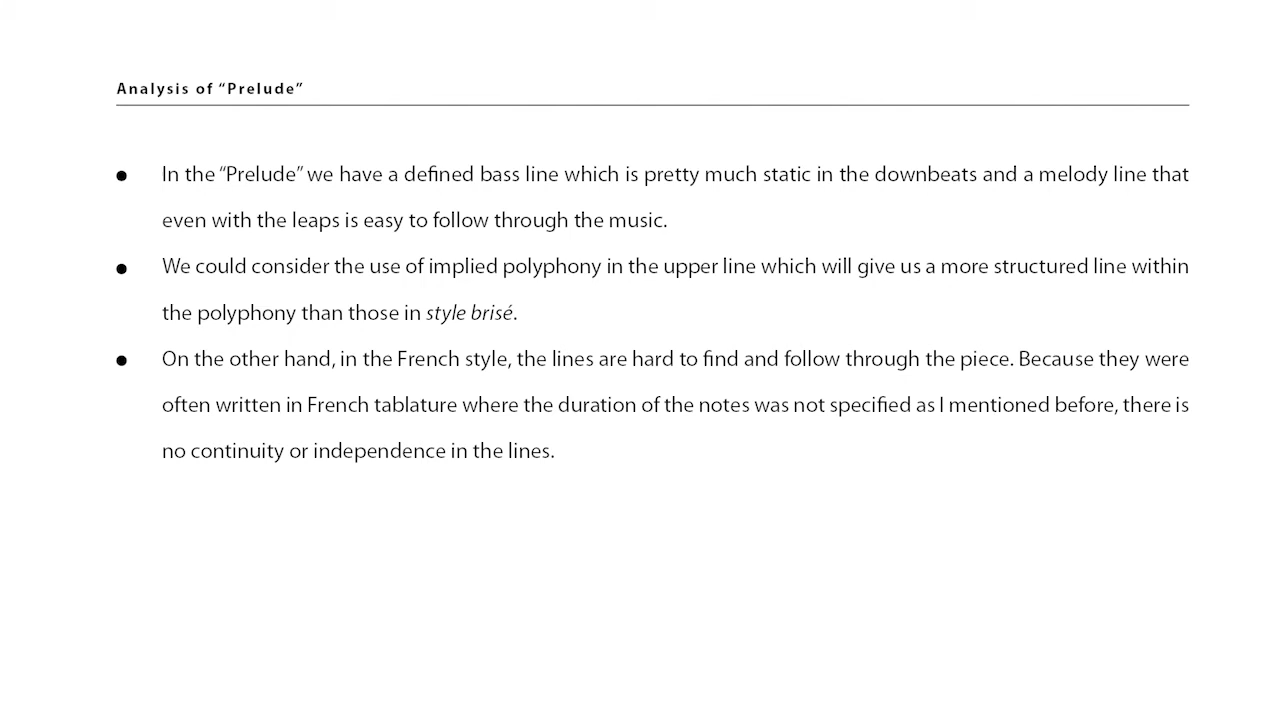 Analysis of “Prelude”
● In the “Prelude” we have a defined bass line which is pretty much static in the downbeats and a melody line that
even with the leaps is easy to follow through the music.
● We could consider the use of implied polyphony in the upper line which will give us a more structured line within
the polyphony than those in style brisé.
● On the other hand, in the French style, the lines are hard to find and follow through the piece. Because they were
often written in French tablature where the duration of the notes was not specified as I mentioned before, there is
no continuity or independence in the lines.